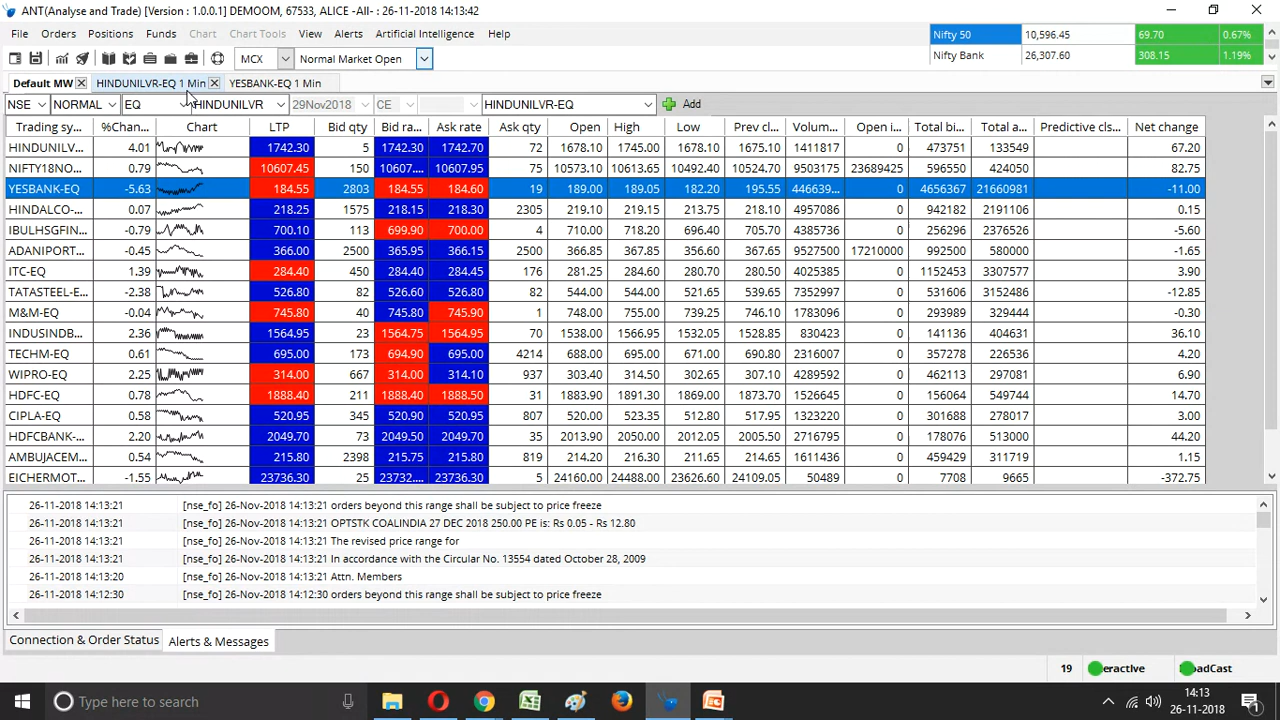 ANT(Analyse and Trade) [Version : 1.0.0.1] DEMOOM, 67533, ALICE -All- : 26-11-2018 14:13:42
File Orders Positions Funds Chart Chart Tools View Alerts Artificial Intelligence Help
Nifty 50 10,596.45 69.70 0.67%
Nifty Bank 26,307.60 308.15 1.19%
MCX Normal Market Open
Default MW HINDUNILVR-EQ 1 Min YESBANK-EQ 1 Min
NSE NORMAL EQ HINDUNILVR 29Nov2018 CE HINDUNILVR-EQ Add
Trading sy... %Chan... Chart LTP Bid qty Bid ra... Ask rate Ask qty Open High Low Prev cl... Volum... Open i... Total bi... Total a... Predictive cls... Net change
HINDUNILV... 4.01 1742.30 5 1742.30 1742.70 72 1678.10 1745.00 1678.10 1675.10 1411817 0 473751 133549 67.20
NIFTY18NO... 0.79 10607.45 150 10607.... 10607.95 75 10573.10 10613.65 10492.40 10524.70 9503175 23689425 596550 424050 82.75
YESBANK-EQ -5.63 184.55 2803 184.55 184.60 19 189.00 189.05 182.20 195.55 446639... 0 4656367 21660981 -11.00
HINDALCO-... 0.07 218.25 1575 218.15 218.30 2305 219.10 219.15 213.75 218.10 4957086 0 942182 2191106 0.15
IBULHSGFIN... -0.79 700.10 113 699.90 700.00 4 710.00 718.20 696.40 705.70 4385736 0 256296 2376526 -5.60
ADANIPORT... -0.45 366.00 2500 365.95 366.15 2500 366.85 367.85 356.60 367.65 9527500 17210000 992500 580000 -1.65
ITC-EQ 1.39 284.40 450 284.40 284.45 176 281.25 284.60 280.70 280.50 4025385 0 1152453 3307577 3.90
TATASTEEL-E... -2.38 526.80 82 526.60 526.80 82 544.00 544.00 521.65 539.65 7352997 0 531606 3152486 -12.85
M&M-EQ -0.04 745.80 40 745.80 745.90 1 748.00 755.00 739.25 746.10 1783096 0 293989 329444 -0.30
INDUSINDB... 2.36 1564.95 23 1564.75 1564.95 70 1538.00 1566.95 1532.05 1528.85 830423 0 141136 404631 36.10
TECHM-EQ 0.61 695.00 173 694.90 695.00 4214 688.00 695.00 671.00 690.80 2316007 0 357278 226536 4.20
WIPRO-EQ 2.25 314.00 667 314.00 314.10 937 303.40 314.50 302.65 307.10 4289592 0 462113 297081 6.90
HDFC-EQ 0.78 1888.40 211 1888.40 1888.50 31 1883.90 1891.30 1869.00 1873.70 1526645 0 156064 549744 14.70
CIPLA-EQ 0.58 520.95 345 520.90 520.95 807 520.00 523.35 512.80 517.95 1323220 0 301688 278017 3.00
HDFCBANK-... 2.20 2049.70 73 2049.50 2049.70 35 2013.90 2050.00 2012.05 2005.50 2716795 0 178076 513000 44.20
AMBUJACEM... 0.54 215.80 2398 215.75 215.80 819 214.20 216.30 211.65 214.65 1611436 0 459429 311719 1.15
EICHERMOT... -1.55 23736.30 25 23732.... 23736.30 5 24160.00 24488.00 23626.60 24109.05 50489 0 7708 9665 -372.75
26-11-2018 14:13:21 [nse_fo] 26-Nov-2018 14:13:21 orders beyond this range shall be subject to price freeze
26-11-2018 14:13:21 [nse_fo] 26-Nov-2018 14:13:21 OPTSTK COALINDIA 27 DEC 2018 250.00 PE is: Rs 0.05 - Rs 12.80
26-11-2018 14:13:21 [nse_fo] 26-Nov-2018 14:13:21 The revised price range for
26-11-2018 14:13:21 [nse_fo] 26-Nov-2018 14:13:21 In accordance with the Circular No. 13554 dated October 28, 2009
26-11-2018 14:13:20 [nse_fo] 26-Nov-2018 14:13:21 Attn. Members
26-11-2018 14:12:30 [nse_fo] 26-Nov-2018 14:12:30 orders beyond this range shall be subject to price freeze
Connection & Order Status Alerts & Messages
19 eractive adCast
Type here to search
14:13
26-11-2018